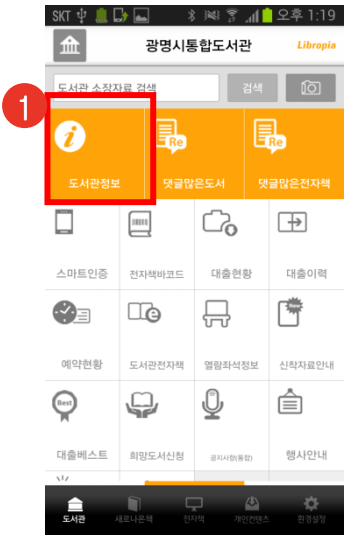 SKT 오후 1:19
광명시통합도서관 Libropia
도서관 소장자료 검색 검색
1
i Re Re
도서관정보 댓글많은도서 댓글많은전자책
스마트인증 전자책바코드 대출현황 대출이력
New
예약현황 도서관전자책 열람좌석정보 신착자료안내
Best
대출베스트 희망도서신청 공지사항(통합) 행사안내
도서관 새로나온책 전자책 개인컨텐츠 환경설정